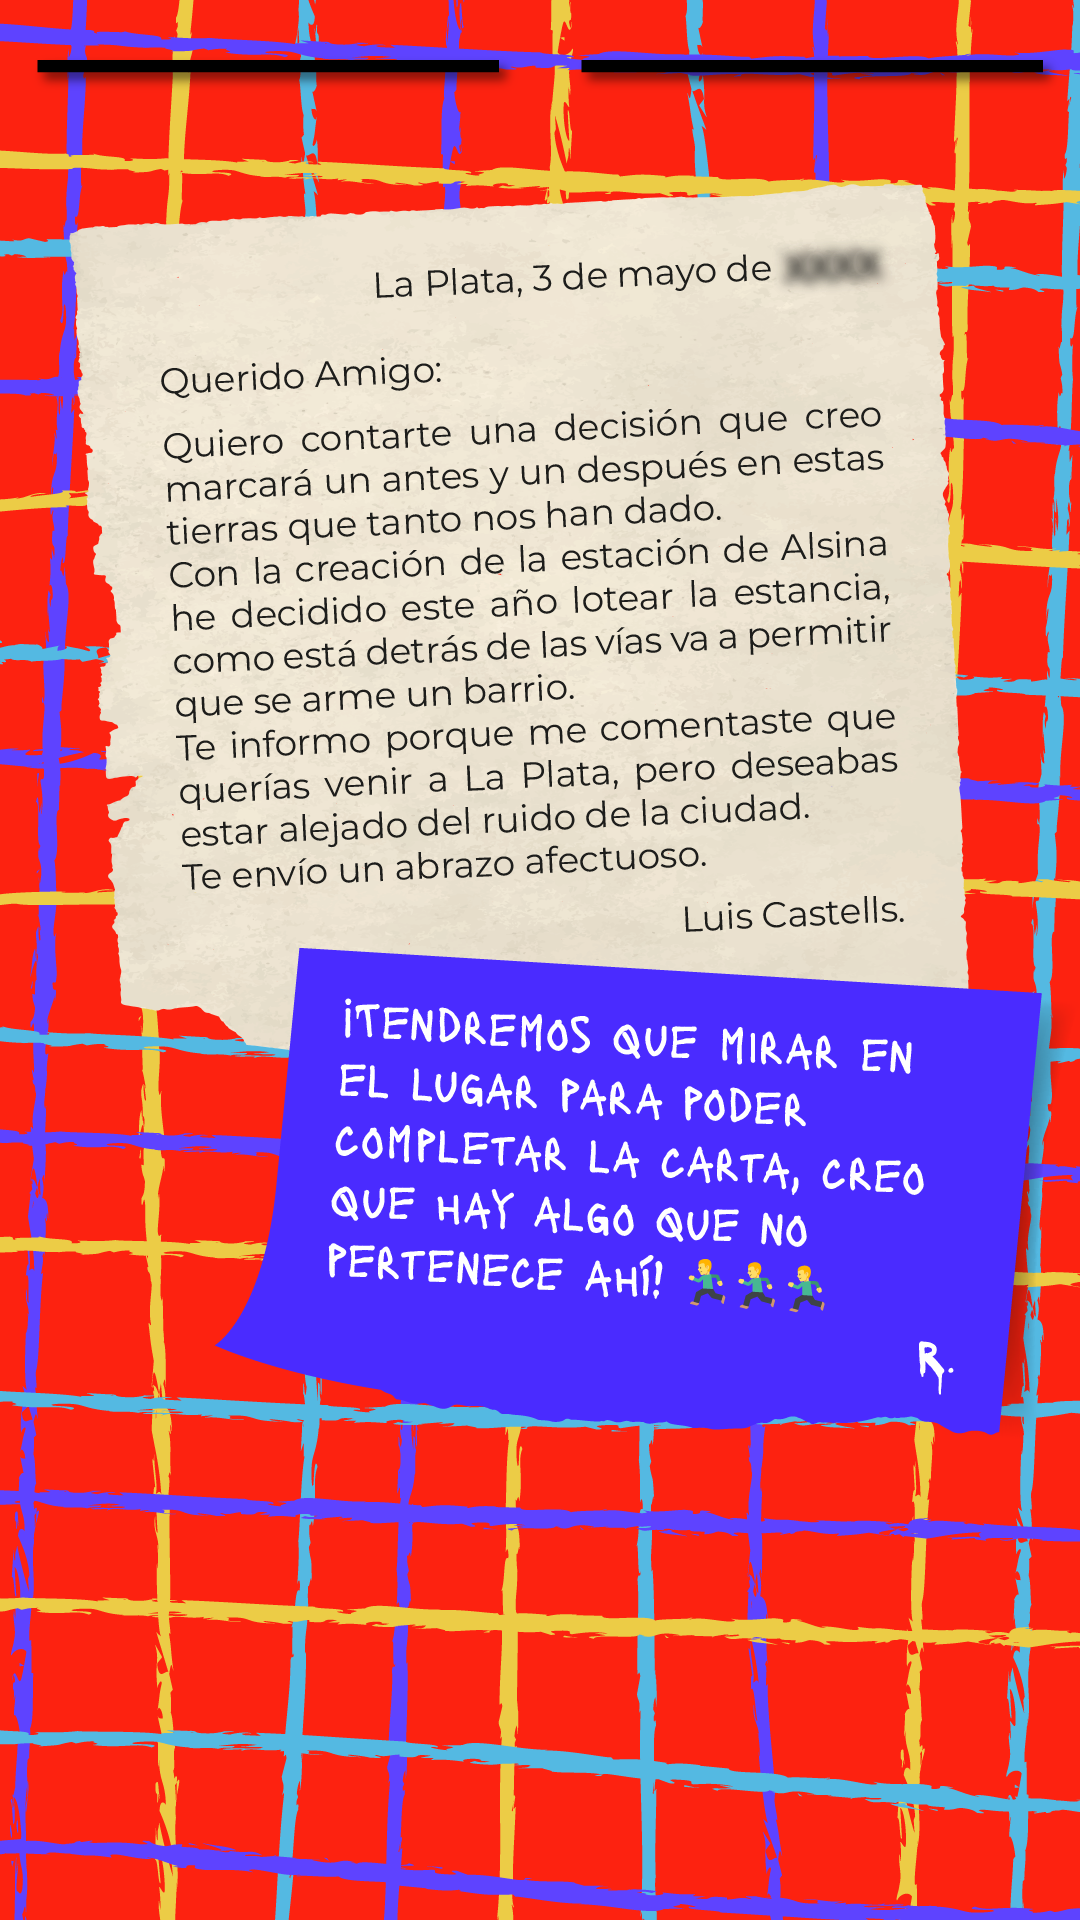 La Plata, 3 de mayo de
Querido Amigo:
Quiero contarte una decisión que creo
marcará un antes y un después en estas
tierras que tanto nos han dado.
Con la creación de la estación de Alsina
he decidido este año lotear la estancia,
como está detrás de las vías va a permitir
que se arme un barrio.
Te informo porque me comentaste que
querías venir a La Plata, pero deseabas
estar alejado del ruido de la ciudad.
Te envío un abrazo afectuoso.
Luis Castells.
¡TENDREMOS QUE MIRAR EN
EL LUGAR PARA PODER
COMPLETAR LA CARTA, CREO
QUE HAY ALGO QUE NO
PERTENECE AHÍ! 🏃‍♂️🏃‍♂️🏃‍♂️
R.